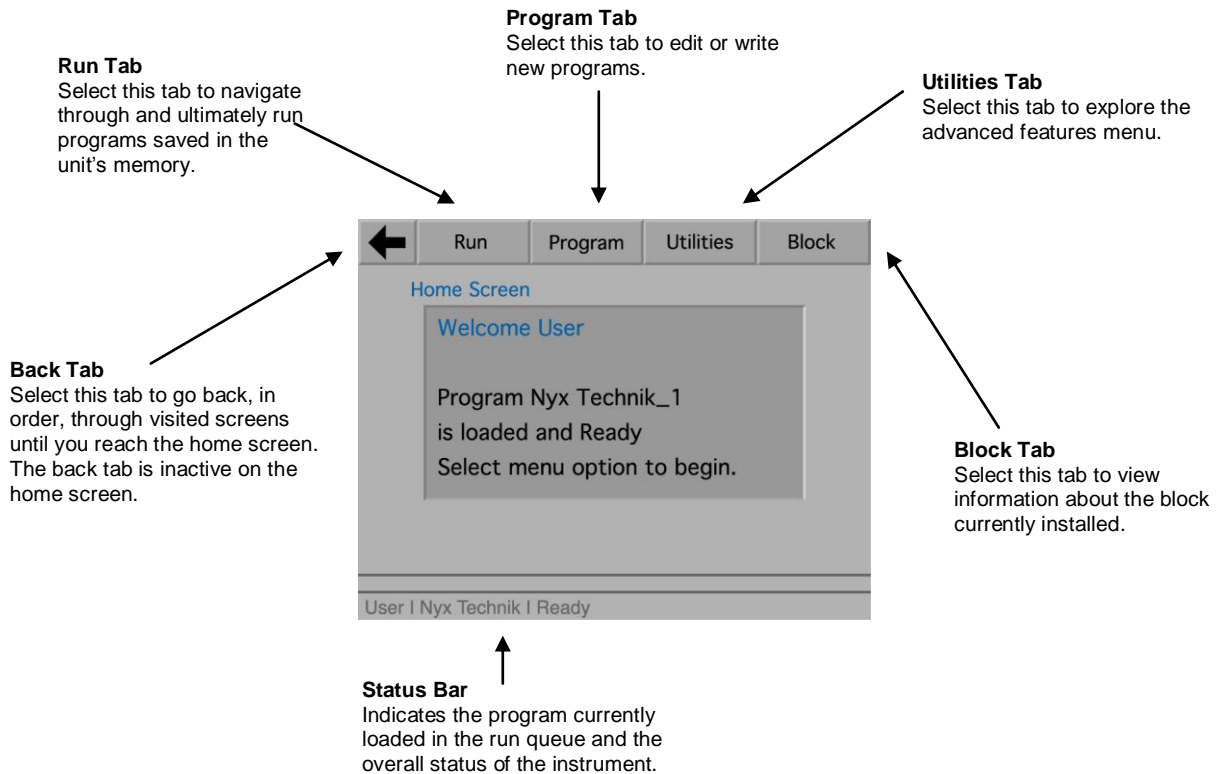 Program Tab
Select this tab to edit or write
new programs.
Run Tab
Select this tab to navigate
through and ultimately run
programs saved in the
unit’s memory.
Utilities Tab
Select this tab to explore the
advanced features menu.
Run
Program
Utilities
Block
Home Screen
Welcome User
Program Nyx Technik_1
is loaded and Ready
Select menu option to begin.
User I Nyx Technik I Ready
Back Tab
Select this tab to go back, in
order, through visited screens
until you reach the home screen.
The back tab is inactive on the
home screen.
Block Tab
Select this tab to view
information about the block
currently installed.
Status Bar
Indicates the program currently
loaded in the run queue and the
overall status of the instrument.